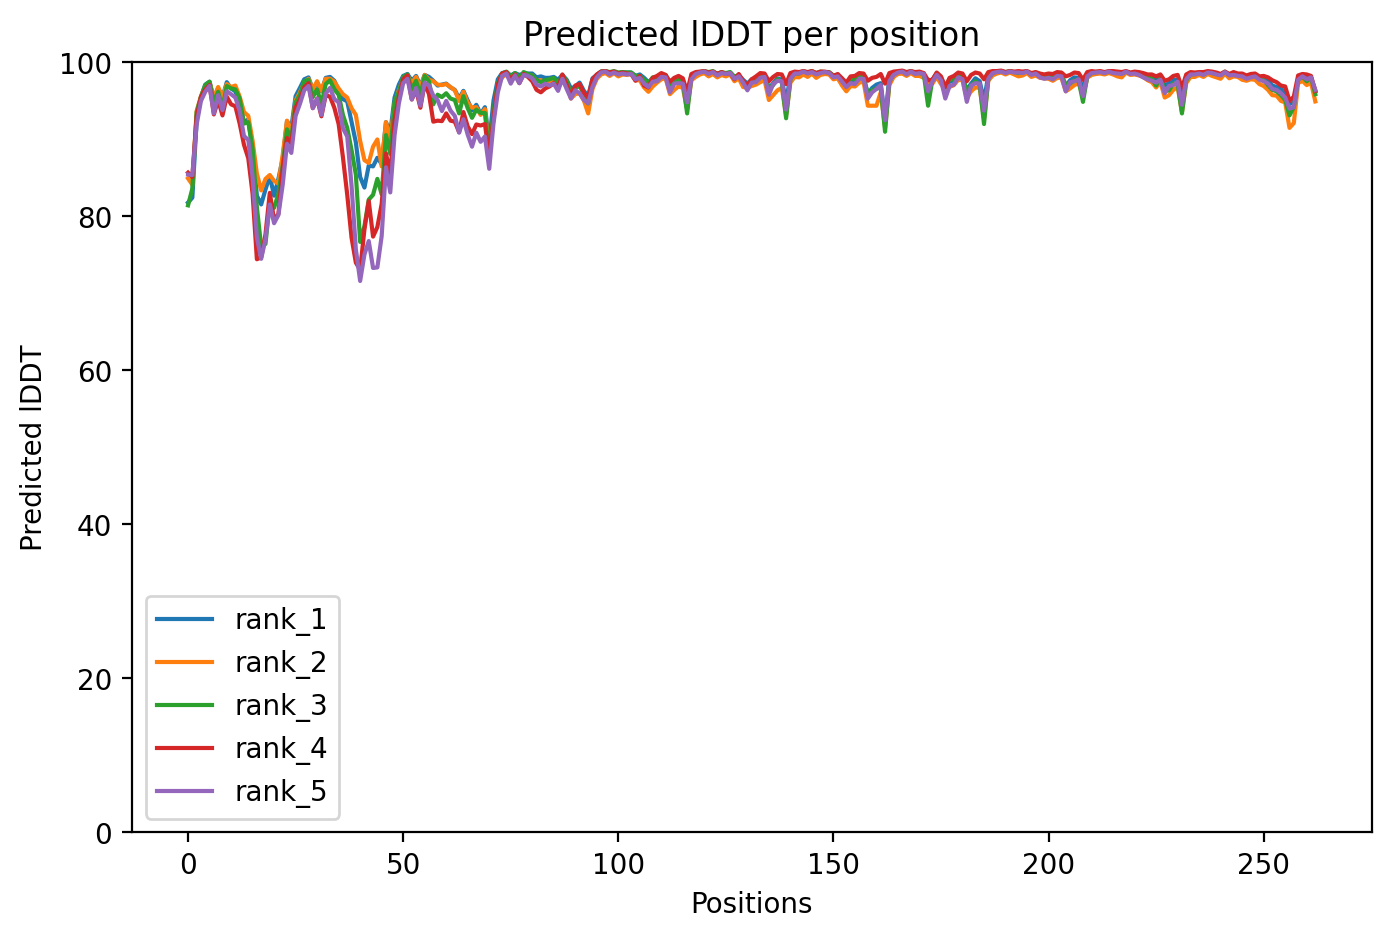 Predicted lDDT per position
100
80
60
40
20
0
Predicted lDDT
rank_1
rank_2
rank_3
rank_4
rank_5
0 50 100 150 200 250
Positions